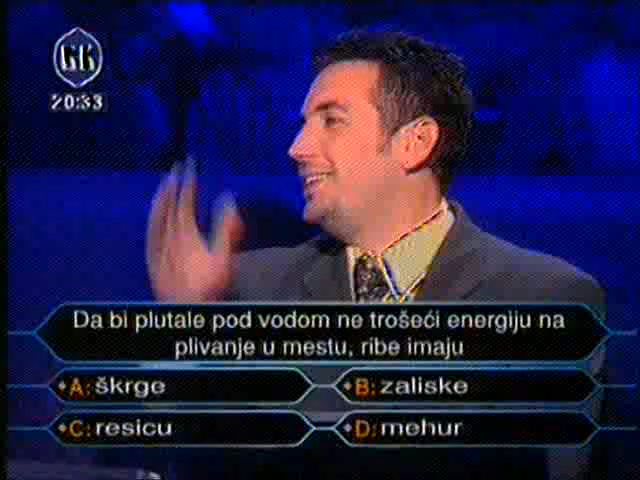 BK
20:33
Da bi plutale pod vodom ne trošeći energiju na
plivanje u mestu, ribe imaju
A: škrge
B: zaliske
C: resicu
D: mehur